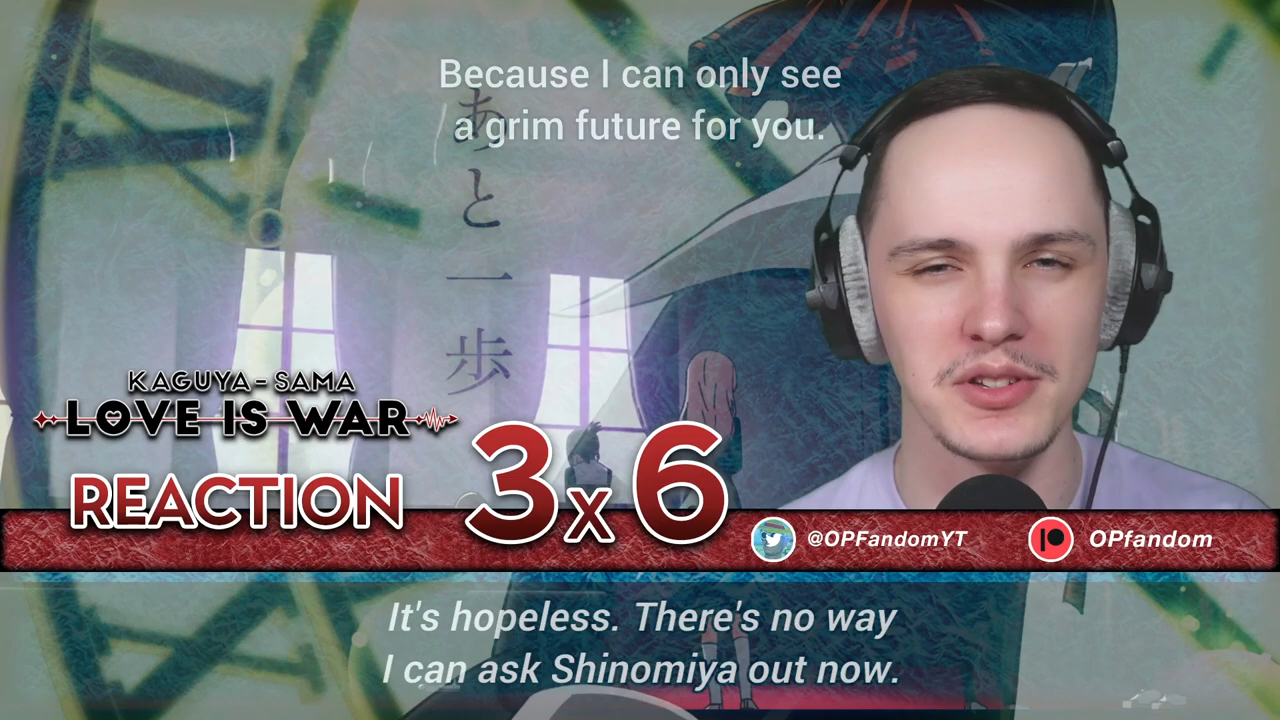 Because I can only see
a grim future for you.
あと一歩
KAGUYA-SAMA
LOVE IS WAR
REACTION
3x6
@OPFandomYT
OPfandom
It's hopeless. There's no way
I can ask Shinomiya out now.